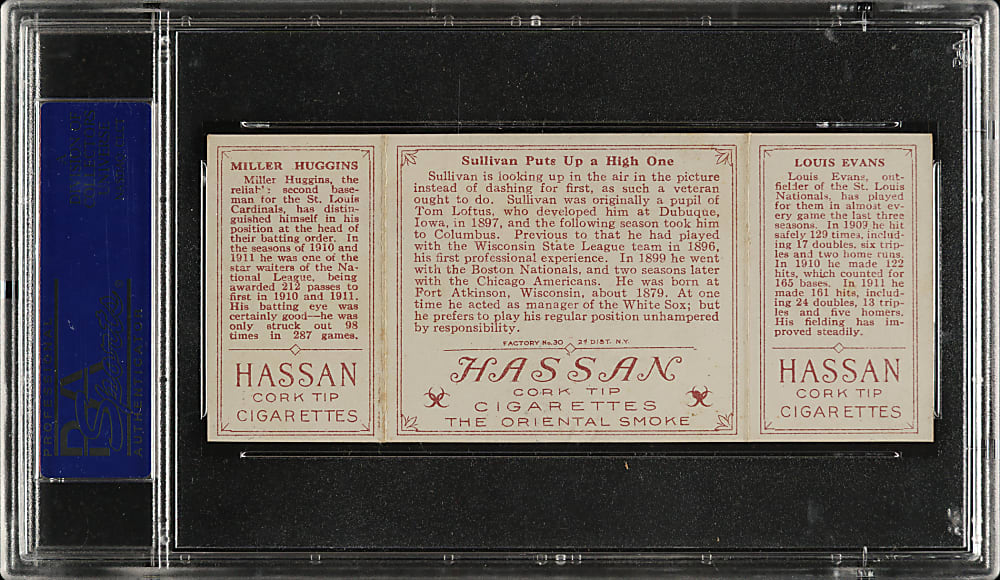 PROFESSIONAL
PSA
AUTHENTICATOR
MILLER HUGGINS
Miller Huggins, the
second base-
man for the St. Louis
Cardinals, has distin-
guished himself in his
position at the head of
their batting order. In
the seasons of 1910 and
1911 he was one of the
star waiters of the Na-
tional League, being
awarded 212 passes to
first in 1910 and 1911.
His batting eye was
certainly good—he was
only struck out 98
times in 287 games.
HASSAN
CORK TIP
CIGARETTES
Sullivan Puts Up a High One
Sullivan is looking up in the air in the picture
instead of dashing for first, as such a veteran
ought to do. Sullivan was originally a pupil of
Tom Loftus, who developed him at Dubuque,
Iowa, in 1897, and the following season took him
to Columbus. Previous to that he had played
with the Wisconsin State League team in 1896,
his first professional experience. In 1899 he went
with the Boston Nationals, and two seasons later
with the Chicago Americans. He was born at
Fort Atkinson, Wisconsin, about 1879. At one
time he acted as manager of the White Sox; but
he prefers to play his regular position unhampered
by responsibility.
FACTORY No. 30 2d DIST. N.Y.
HASSAN
CORK TIP
CIGARETTES
THE ORIENTAL SMOKE
LOUIS EVANS
Louis Evans, out-
fielder of the St. Louis
Nationals, has played
for them in almost ev-
ery game the last three
seasons. In 1909 he hit
safely 129 times, includ-
ing 17 doubles, six trip-
les and two home runs.
In 1910 he made 122
hits, which counted for
165 bases. In 1911 he
made 161 hits, includ-
ing 24 doubles, 13 trip-
les and five homers.
His fielding has im-
proved steadily.
HASSAN
CORK TIP
CIGARETTES